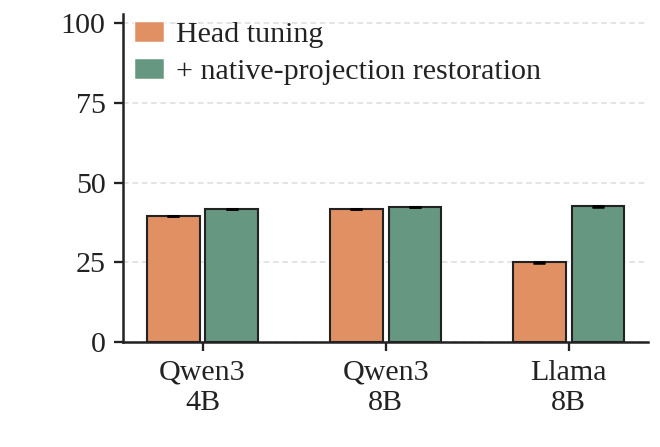 100
75
50
25
0
Head tuning
+ native-projection restoration
Qwen3
4B
Qwen3
8B
Llama
8B